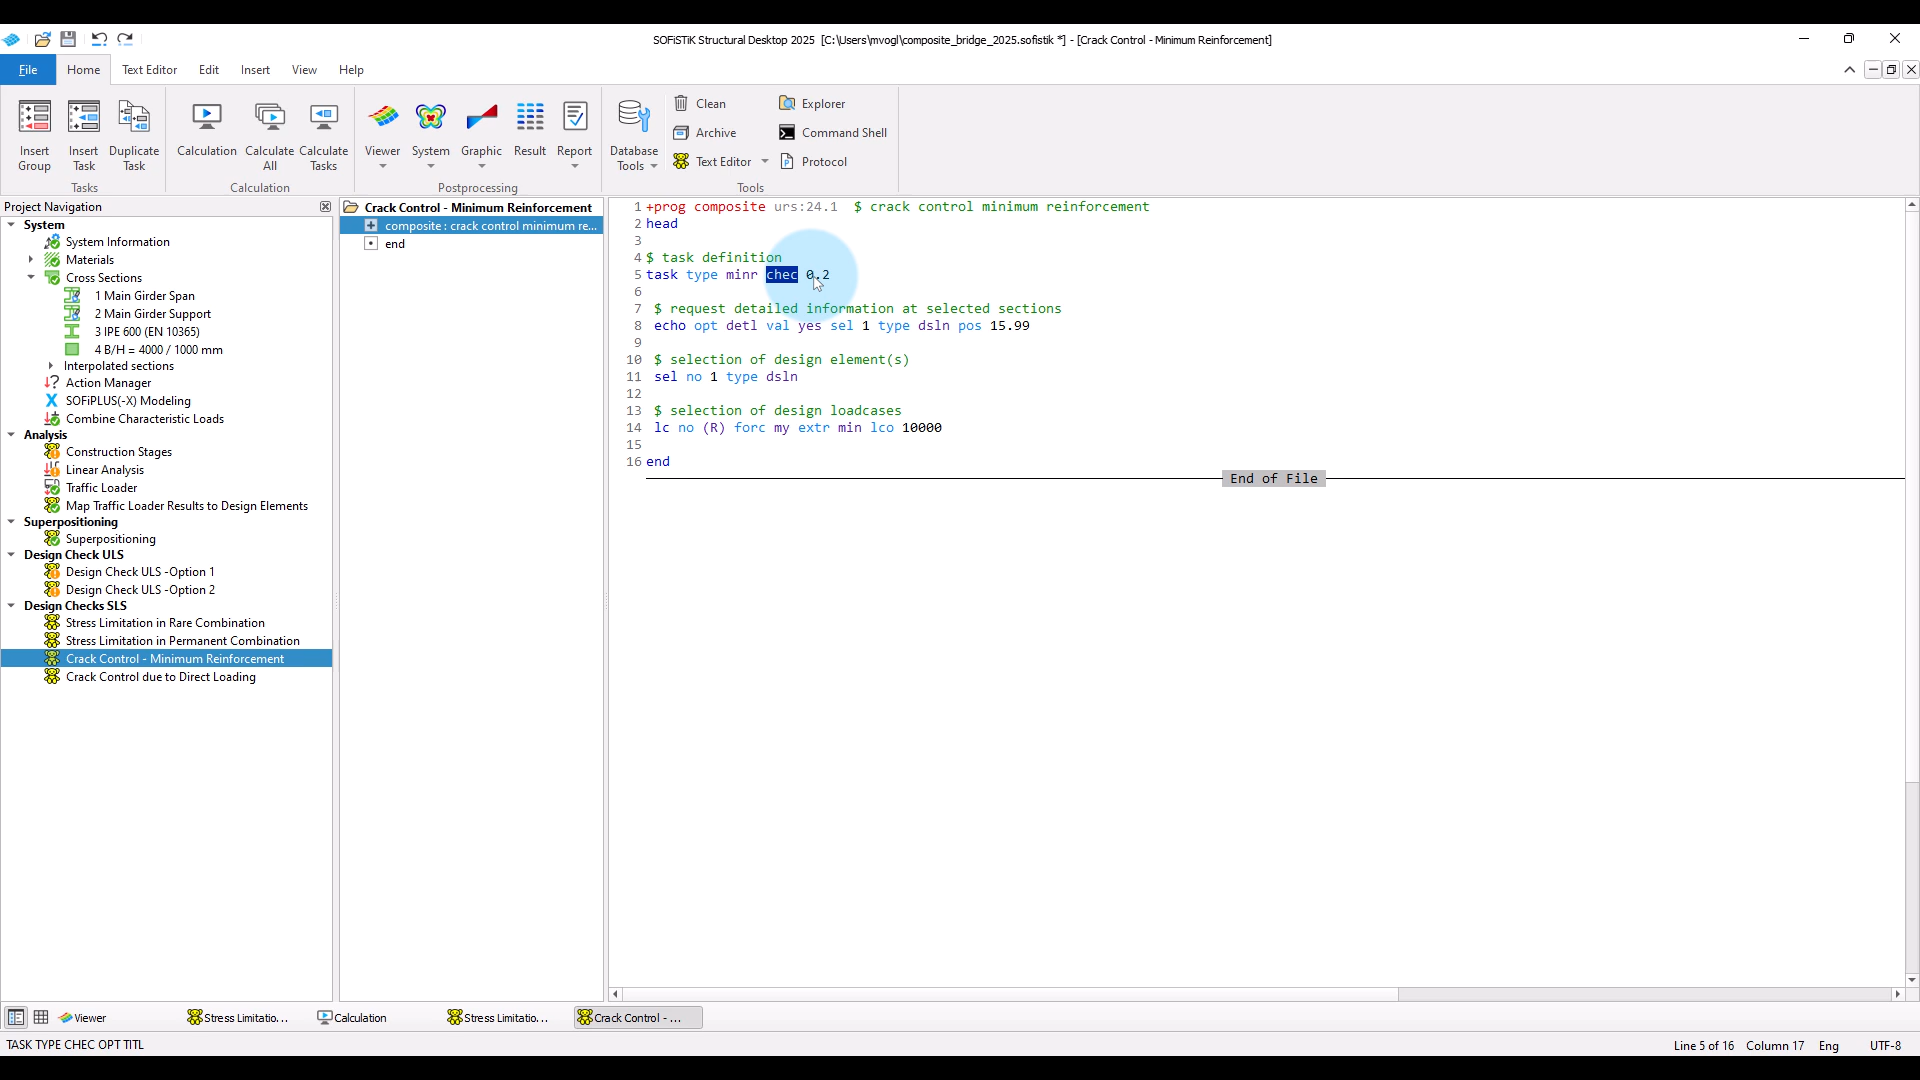 SOFiSTiK Structural Desktop 2025 [C:\Users\mvogl\composite_bridge_2025.sofistik *] - [Crack Control - Minimum Reinforcement]
File Home Text Editor Edit Insert View Help
Insert Group
Insert Task
Duplicate Task
Tasks
Calculation
Calculate All
Calculate Tasks
Calculation
Viewer
System
Graphic
Result
Report
Postprocessing
Database Tools
Clean
Archive
Text Editor
Explorer
Command Shell
Protocol
Tools
Project Navigation
System
System Information
Materials
Cross Sections
1 Main Girder Span
2 Main Girder Support
3 IPE 600 (EN 10365)
4 B/H = 4000 / 1000 mm
Interpolated sections
Action Manager
SOFiPLUS(-X) Modeling
Combine Characteristic Loads
Analysis
Construction Stages
Linear Analysis
Traffic Loader
Map Traffic Loader Results to Design Elements
Superpositioning
Superpositioning
Design Check ULS
Design Check ULS -Option 1
Design Check ULS -Option 2
Design Checks SLS
Stress Limitation in Rare Combination
Stress Limitation in Permanent Combination
Crack Control - Minimum Reinforcement
Crack Control due to Direct Loading
Crack Control - Minimum Reinforcement
composite : crack control minimum re...
end
1 +prog composite urs:24.1 $ crack control minimum reinforcement
2 head
3
4 $ task definition
5 task type minr chec 0.2
6
7 $ request detailed information at selected sections
8 echo opt detl val yes sel 1 type dsln pos 15.99
9
10 $ selection of design element(s)
11 sel no 1 type dsln
12
13 $ selection of design loadcases
14 lc no (R) forc my extr min lco 10000
15
16 end
End of File
Viewer
Stress Limitatio...
Calculation
Stress Limitatio...
Crack Control - ...
TASK TYPE CHEC OPT TITL
Line 5 of 16 Column 17 Eng UTF-8